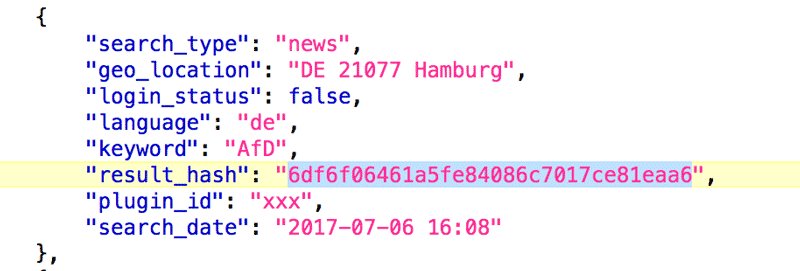 {
"search_type": "news",
"geo_location": "DE 21077 Hamburg",
"login_status": false,
"language": "de",
"keyword": "AfD",
"result_hash": "6df6f06461a5fe84086c7017ce81eaa6",
"plugin_id": "xxx",
"search_date": "2017-07-06 16:08"
},